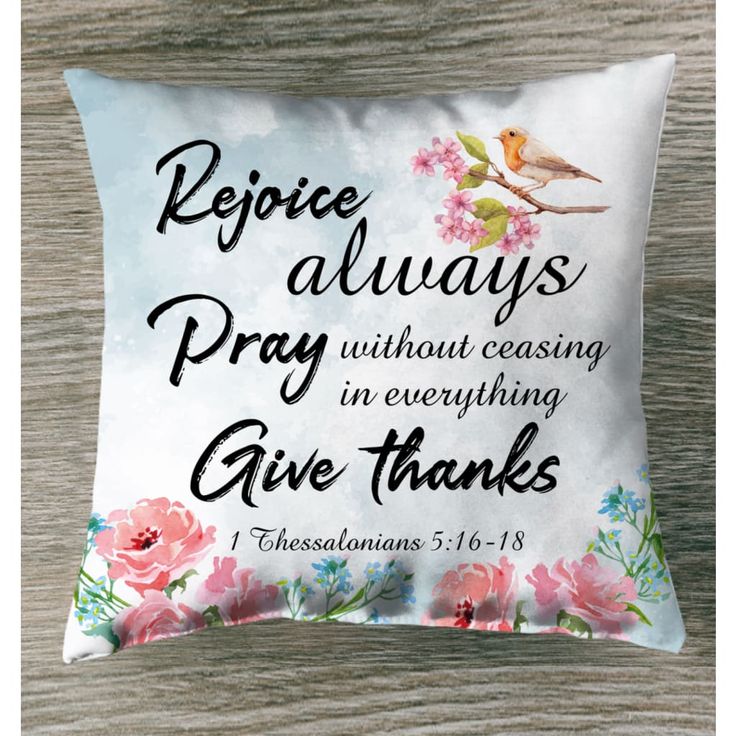 Rejoice
always
Pray without ceasing
in everything
Give thanks
1 Thessalonians 5:16-18